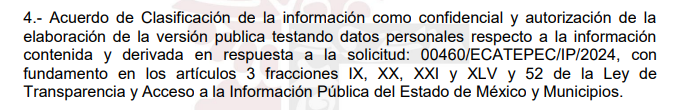 4.- Acuerdo de Clasificación de la información como confidencial y autorización de la
elaboración de la versión publica testando datos personales respecto a la información
contenida y derivada en respuesta a la solicitud: 00460/ECATEPEC/IP/2024, con
fundamento en los artículos 3 fracciones IX, XX, XXI y XLV y 52 de la Ley de
Transparencia y Acceso a la Información Pública del Estado de México y Municipios.